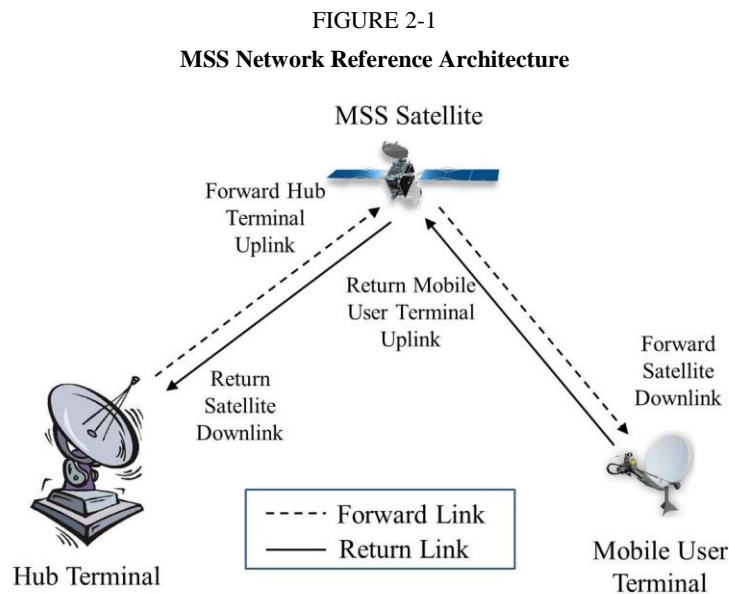 FIGURE 2-1
MSS Network Reference Architecture
MSS Satellite
Forward Hub
Terminal
Uplink
Return Mobile
User Terminal
Uplink
Forward
Satellite
Downlink
Return
Satellite
Downlink
Forward Link
Return Link
Hub Terminal
Mobile User
Terminal